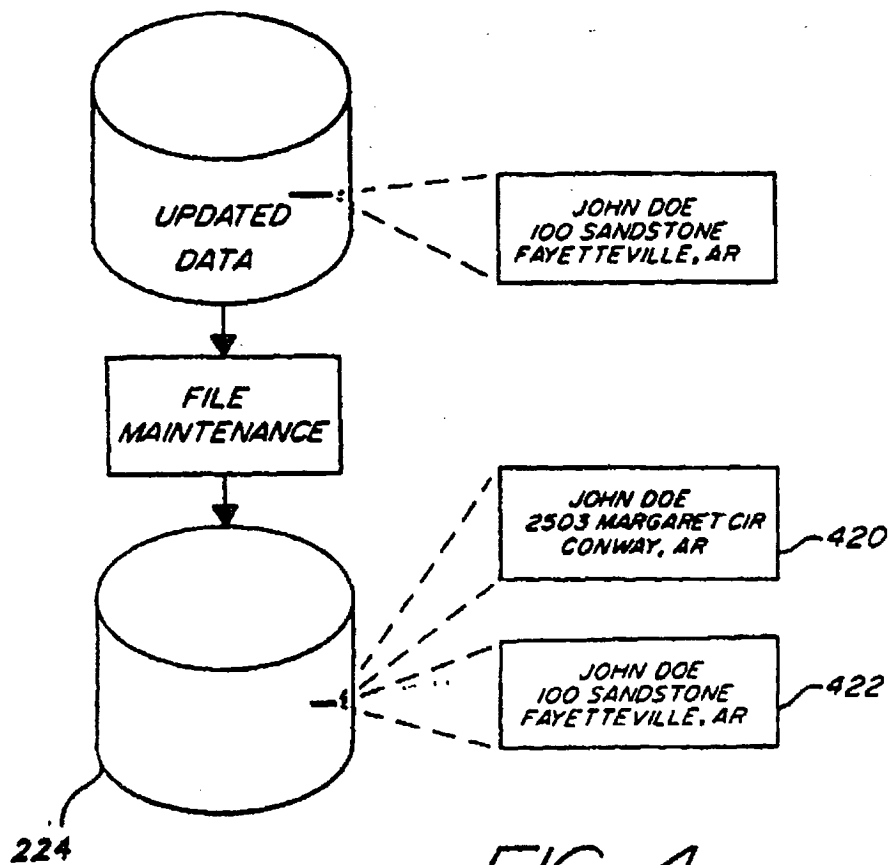 UPDATED
DATA
JOHN DOE
100 SANDSTONE
FAYETTEVILLE, AR
FILE
MAINTENANCE
JOHN DOE
2503 MARGARET CIR
CONWAY, AR
420
JOHN DOE
100 SANDSTONE
FAYETTEVILLE, AR
422
224
FIG. 4